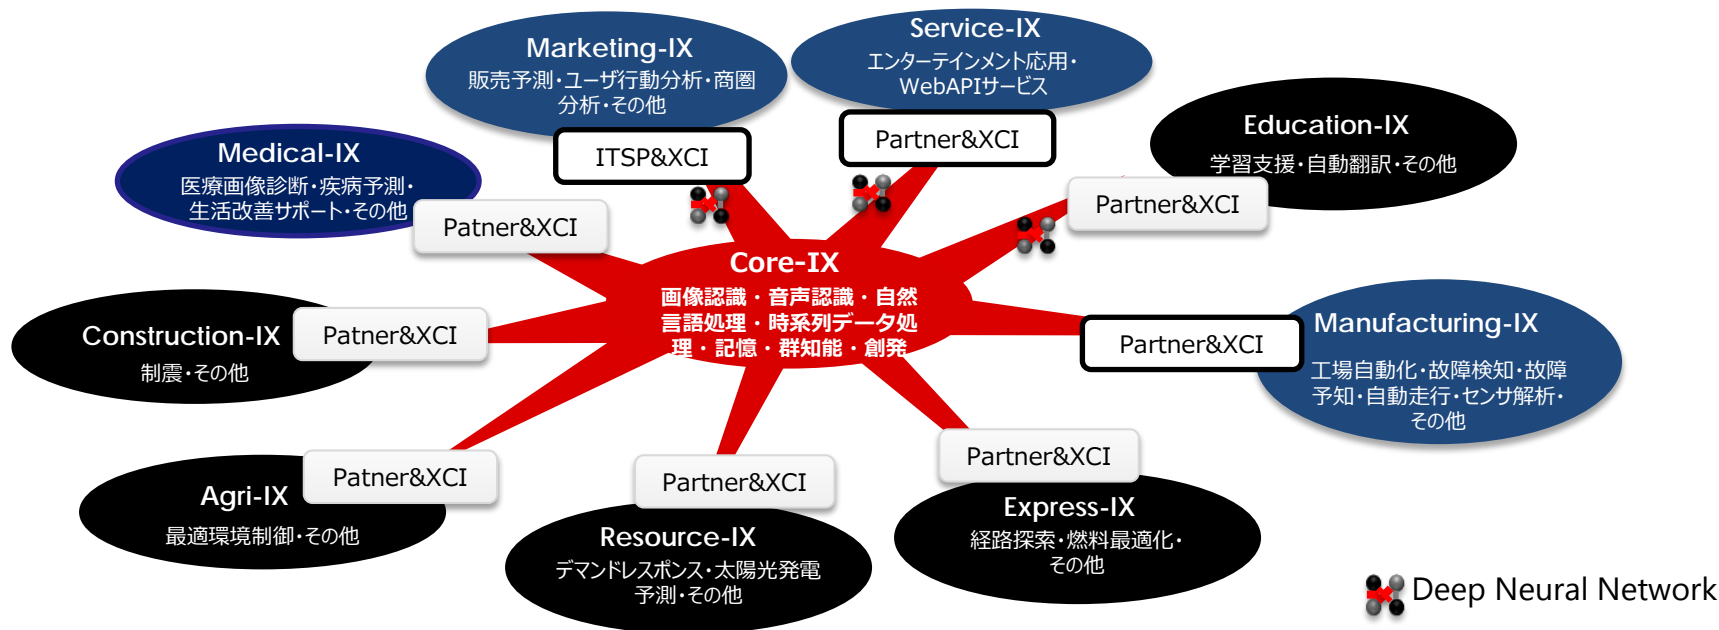 Marketing-IX
販売予測・ユーザ行動分析・商圏
分析・その他
ITSP&XCI
Service-IX
エンターテインメント応用・
WebAPIサービス
Partner&XCI
Education-IX
学習支援・自動翻訳・その他
Partner&XCI
Medical-IX
医療画像診断・疾病予測・
生活改善サポート・その他
Patner&XCI
Core-IX
画像認識・音声認識・自然
言語処理・時系列データ処
理・記憶・群知能・創発
Construction-IX
制震・その他
Patner&XCI
Manufacturing-IX
工場自動化・故障検知・故障
予知・自動走行・センサ解析・
その他
Partner&XCI
Agri-IX
最適環境制御・その他
Patner&XCI
Partner&XCI
Resource-IX
デマンドレスポンス・太陽光発電
予測・その他
Partner&XCI
Express-IX
経路探索・燃料最適化・
その他
Deep Neural Network